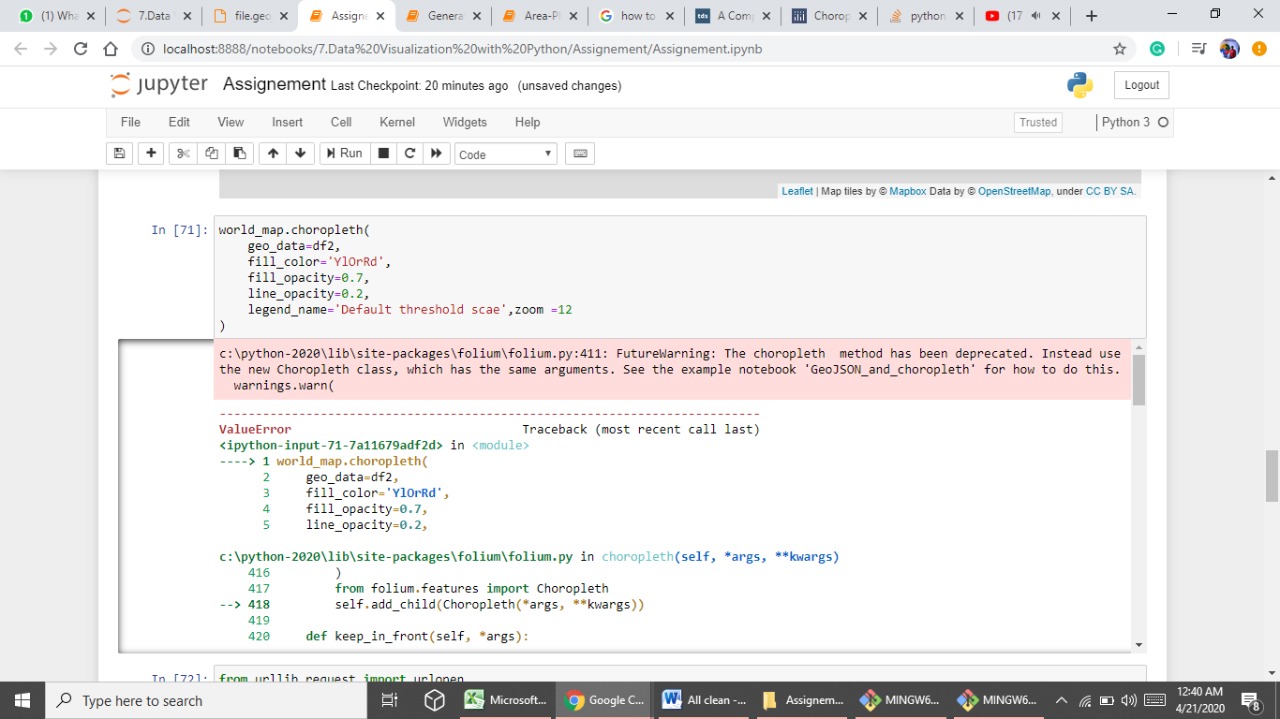 (1) Wha
7.Data
file.geo
Assigne
Genera
Area-Pl
how to
tds A Comp
Choropl
python
(17
localhost:8888/notebooks/7.Data%20Visualization%20with%20Python/Assignement/Assignement.ipynb
jupyter Assignement Last Checkpoint: 20 minutes ago (unsaved changes)
Logout
File Edit View Insert Cell Kernel Widgets Help
Trusted
Python 3
Run
Code
Leaflet | Map tiles by © Mapbox Data by © OpenStreetMap, under CC BY SA.
In [71]: world_map.choropleth(
geo_data=df2,
fill_color='YlOrRd',
fill_opacity=0.7,
line_opacity=0.2,
legend_name='Default threshold scae',zoom =12
)
c:\python-2020\lib\site-packages\folium\folium.py:411: FutureWarning: The choropleth  method has been deprecated. Instead use
the new Choropleth class, which has the same arguments. See the example notebook 'GeoJSON_and_choropleth' for how to do this.
warnings.warn(
---------------------------------------------------------------------------
ValueError Traceback (most recent call last)
<ipython-input-71-7a11679adf2d> in <module>
----> 1 world_map.choropleth(
2 geo_data=df2,
3 fill_color='YlOrRd',
4 fill_opacity=0.7,
5 line_opacity=0.2,
c:\python-2020\lib\site-packages\folium\folium.py in choropleth(self, *args, **kwargs)
416 )
417 from folium.features import Choropleth
--> 418 self.add_child(Choropleth(*args, **kwargs))
419
420 def keep_in_front(self, *args):
In [72]: from urllib.request import urlopen
Type here to search
Microsoft...
Google C...
All clean -...
Assignem...
MINGW6...
MINGW6...
12:40 AM
4/21/2020
8